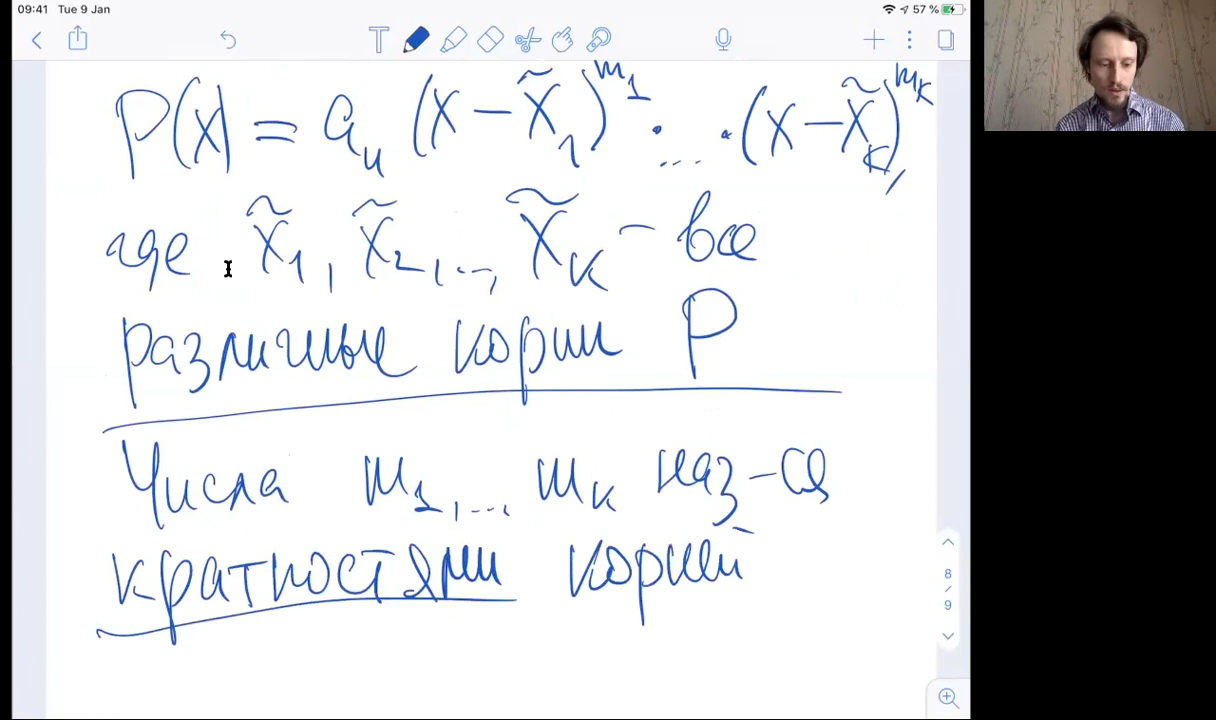 09:41 Tue 9 Jan 57 %
T
P(x) = aₙ (x − x̃₁)^m₁ · ... · (x − x̃ₖ)^mₖ,
где x̃₁, x̃₂, ..., x̃ₖ – все
различные корни P
Числа m₁, ... mₖ наз-ся
кратностями корней
8
/
9